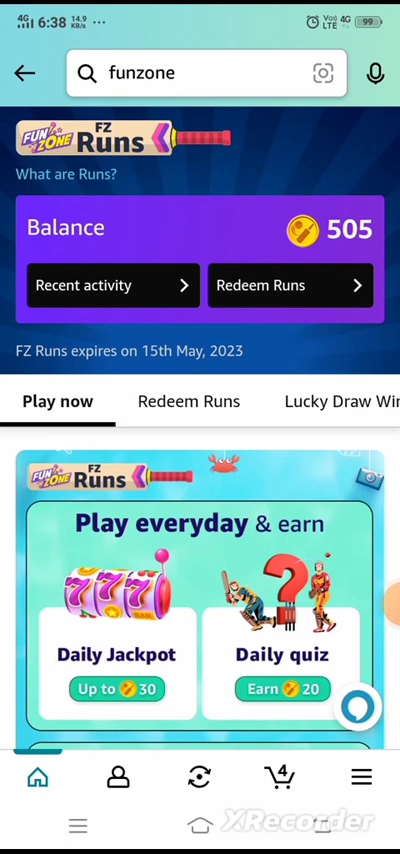 4G 6:38 14.9 KB/s ...
Vo) LTE 4G 99
funzone
FUN ZONE FZ Runs
What are Runs?
Balance 505
Recent activity Redeem Runs
FZ Runs expires on 15th May, 2023
Play now Redeem Runs Lucky Draw Win
FUN ZONE FZ Runs
Play everyday & earn
777
BAR
Daily Jackpot Daily quiz
Up to 30 Earn 20
4
XRecorder